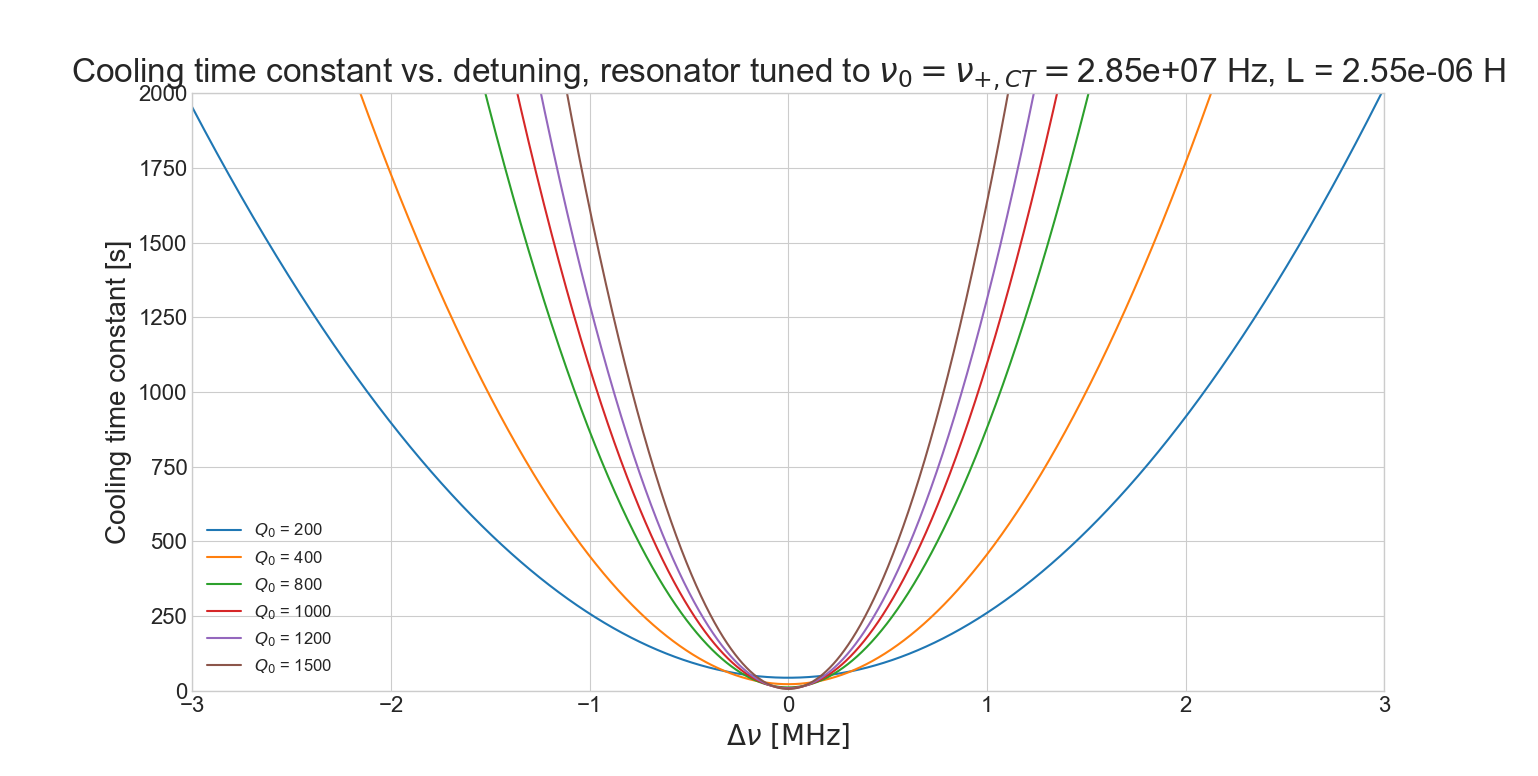 Cooling time constant vs. detuning, resonator tuned to ν₀ = ν₊,CT = 2.85e+07 Hz, L = 2.55e-06 H
Cooling time constant [s]
2000
1750
1500
1250
1000
750
500
250
0
Q₀ = 200
Q₀ = 400
Q₀ = 800
Q₀ = 1000
Q₀ = 1200
Q₀ = 1500
−3 −2 −1 0 1 2 3
Δν [MHz]